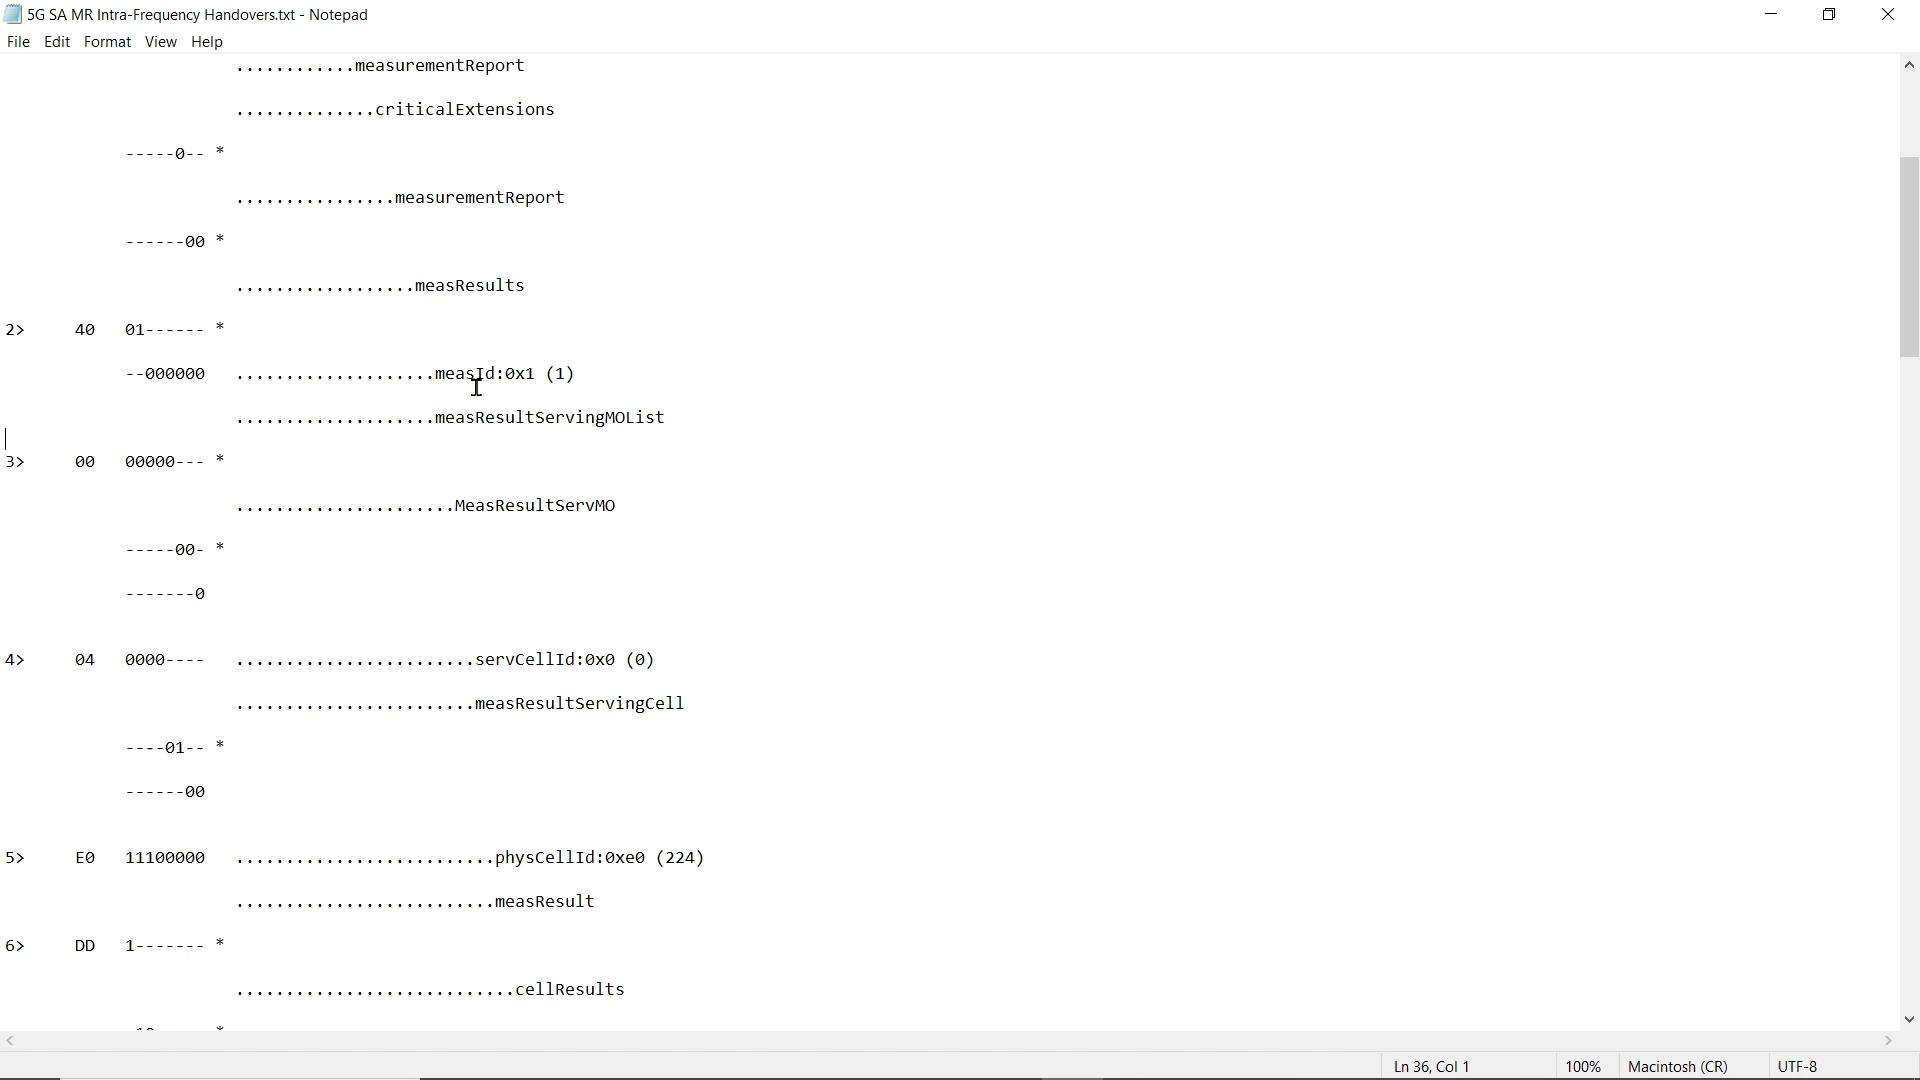 5G SA MR Intra-Frequency Handovers.txt - Notepad
File Edit Format View Help
............measurementReport
..............criticalExtensions
-----0-- *
................measurementReport
------00 *
..................measResults
2> 40 01------ *
--000000 ....................measId:0x1 (1)
....................measResultServingMOList
3> 00 00000--- *
......................MeasResultServMO
-----00- *
-------0
4> 04 0000---- ........................servCellId:0x0 (0)
........................measResultServingCell
----01-- *
------00
5> E0 11100000 ..........................physCellId:0xe0 (224)
..........................measResult
6> DD 1------- *
............................cellResults
Ln 36, Col 1 100% Macintosh (CR) UTF-8